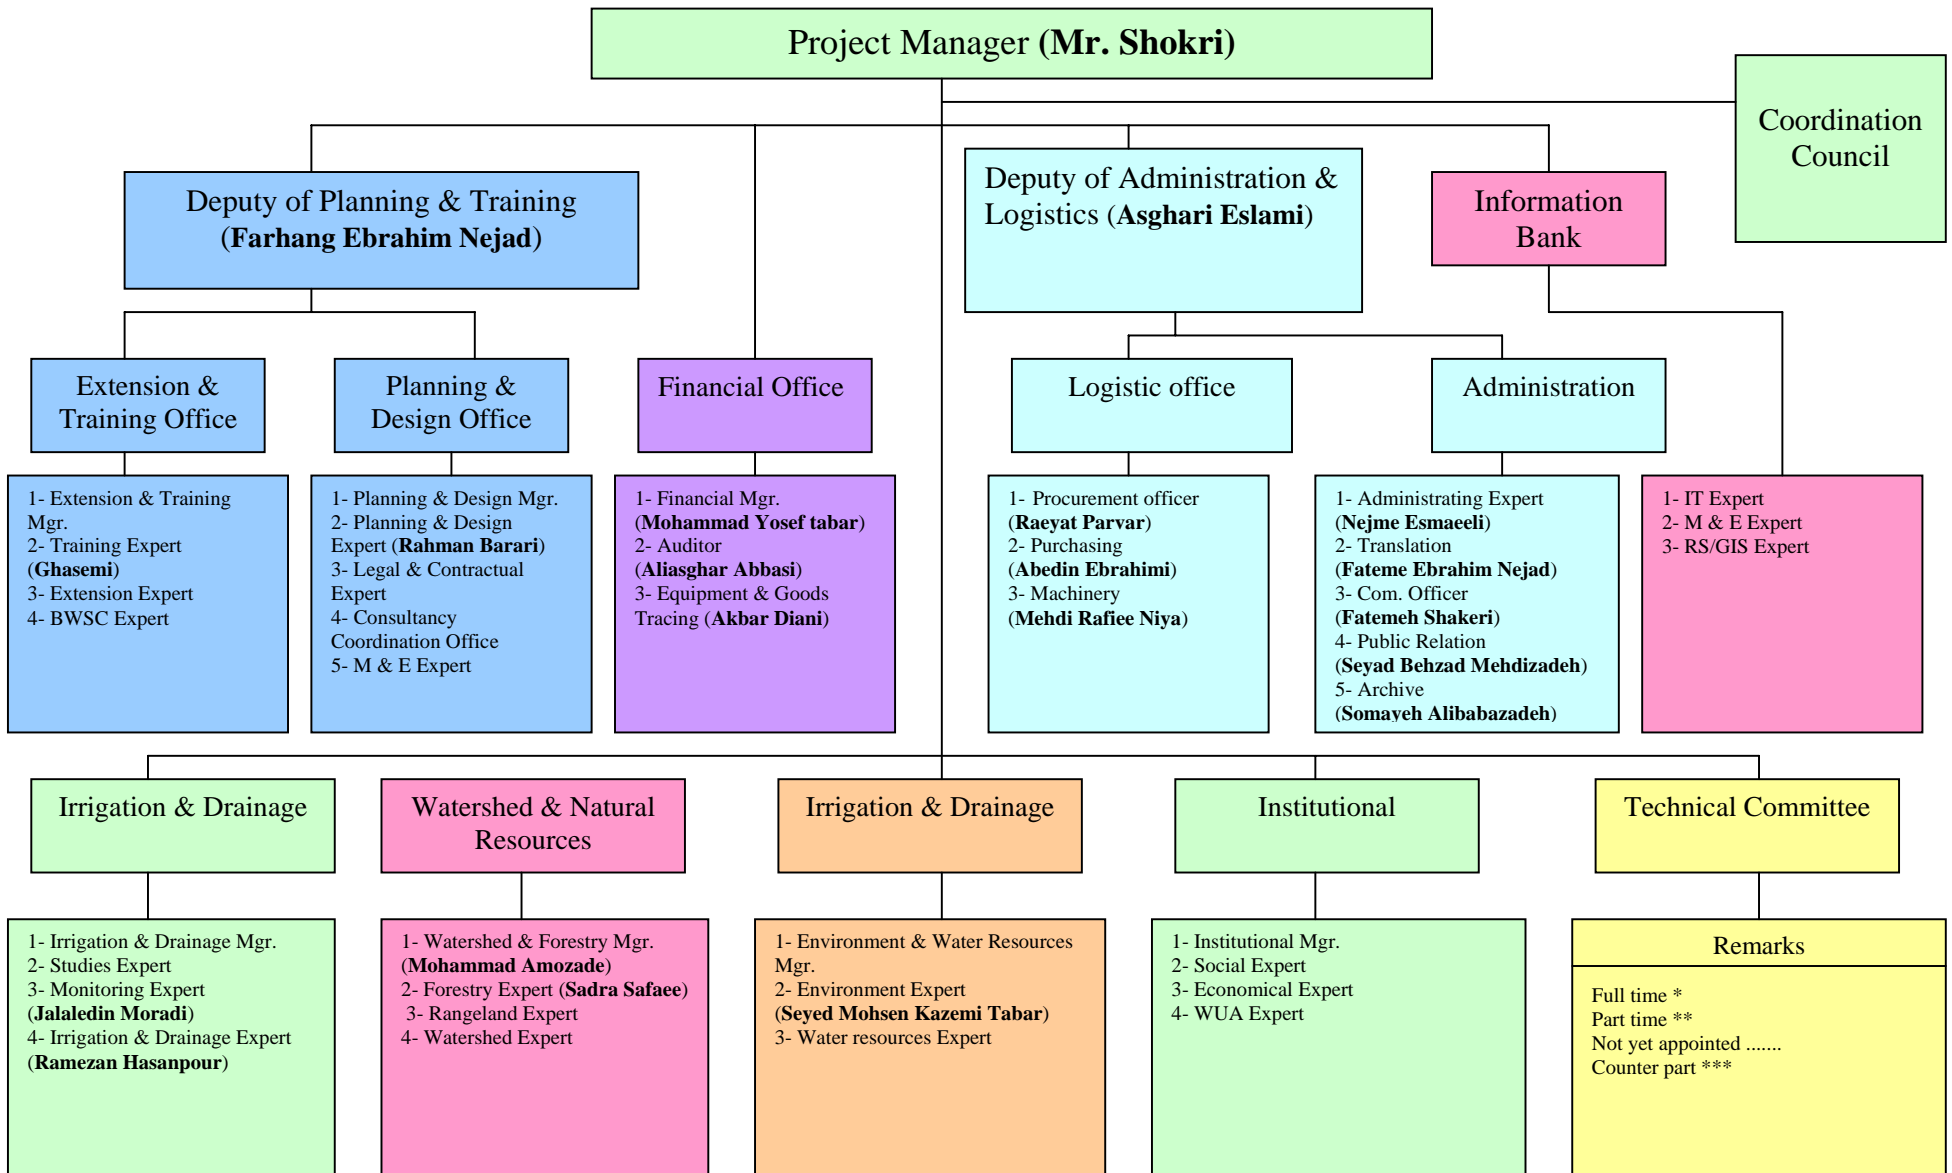 Project Manager (Mr. Shokri)
Coordination
Council
Deputy of Planning & Training
(Farhang Ebrahim Nejad)
Deputy of Administration &
Logistics (Asghari Eslami)
Information
Bank
Extension &
Training Office
Planning &
Design Office
Financial Office
Logistic office
Administration
1- Extension & Training
Mgr.
2- Training Expert
(Ghasemi)
3- Extension Expert
4- BWSC Expert
1- Planning & Design Mgr.
2- Planning & Design
Expert (Rahman Barari)
3- Legal & Contractual
Expert
4- Consultancy
Coordination Office
5- M & E Expert
1- Financial Mgr.
(Mohammad Yosef tabar)
2- Auditor
(Aliasghar Abbasi)
3- Equipment & Goods
Tracing (Akbar Diani)
1- Procurement officer
(Raeyat Parvar)
2- Purchasing
(Abedin Ebrahimi)
3- Machinery
(Mehdi Rafiee Niya)
1- Administrating Expert
(Nejme Esmaeeli)
2- Translation
(Fateme Ebrahim Nejad)
3- Com. Officer
(Fatemeh Shakeri)
4- Public Relation
(Seyad Behzad Mehdizadeh)
5- Archive
(Somayeh Alibabazadeh)
1- IT Expert
2- M & E Expert
3- RS/GIS Expert
Irrigation & Drainage
Watershed & Natural
Resources
Irrigation & Drainage
Institutional
Technical Committee
1- Irrigation & Drainage Mgr.
2- Studies Expert
3- Monitoring Expert
(Jalaledin Moradi)
4- Irrigation & Drainage Expert
(Ramezan Hasanpour)
1- Watershed & Forestry Mgr.
(Mohammad Amozade)
2- Forestry Expert (Sadra Safaee)
3- Rangeland Expert
4- Watershed Expert
1- Environment & Water Resources
Mgr.
2- Environment Expert
(Seyed Mohsen Kazemi Tabar)
3- Water resources Expert
1- Institutional Mgr.
2- Social Expert
3- Economical Expert
4- WUA Expert
Remarks
Full time *
Part time **
Not yet appointed .......
Counter part ***